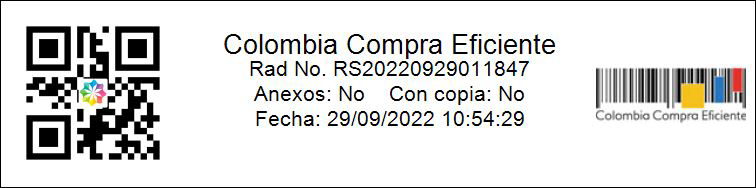 Colombia Compra Eficiente
Rad No. RS20220929011847
Anexos: No    Con copia: No
Fecha: 29/09/2022 10:54:29
Colombia Compra Eficiente